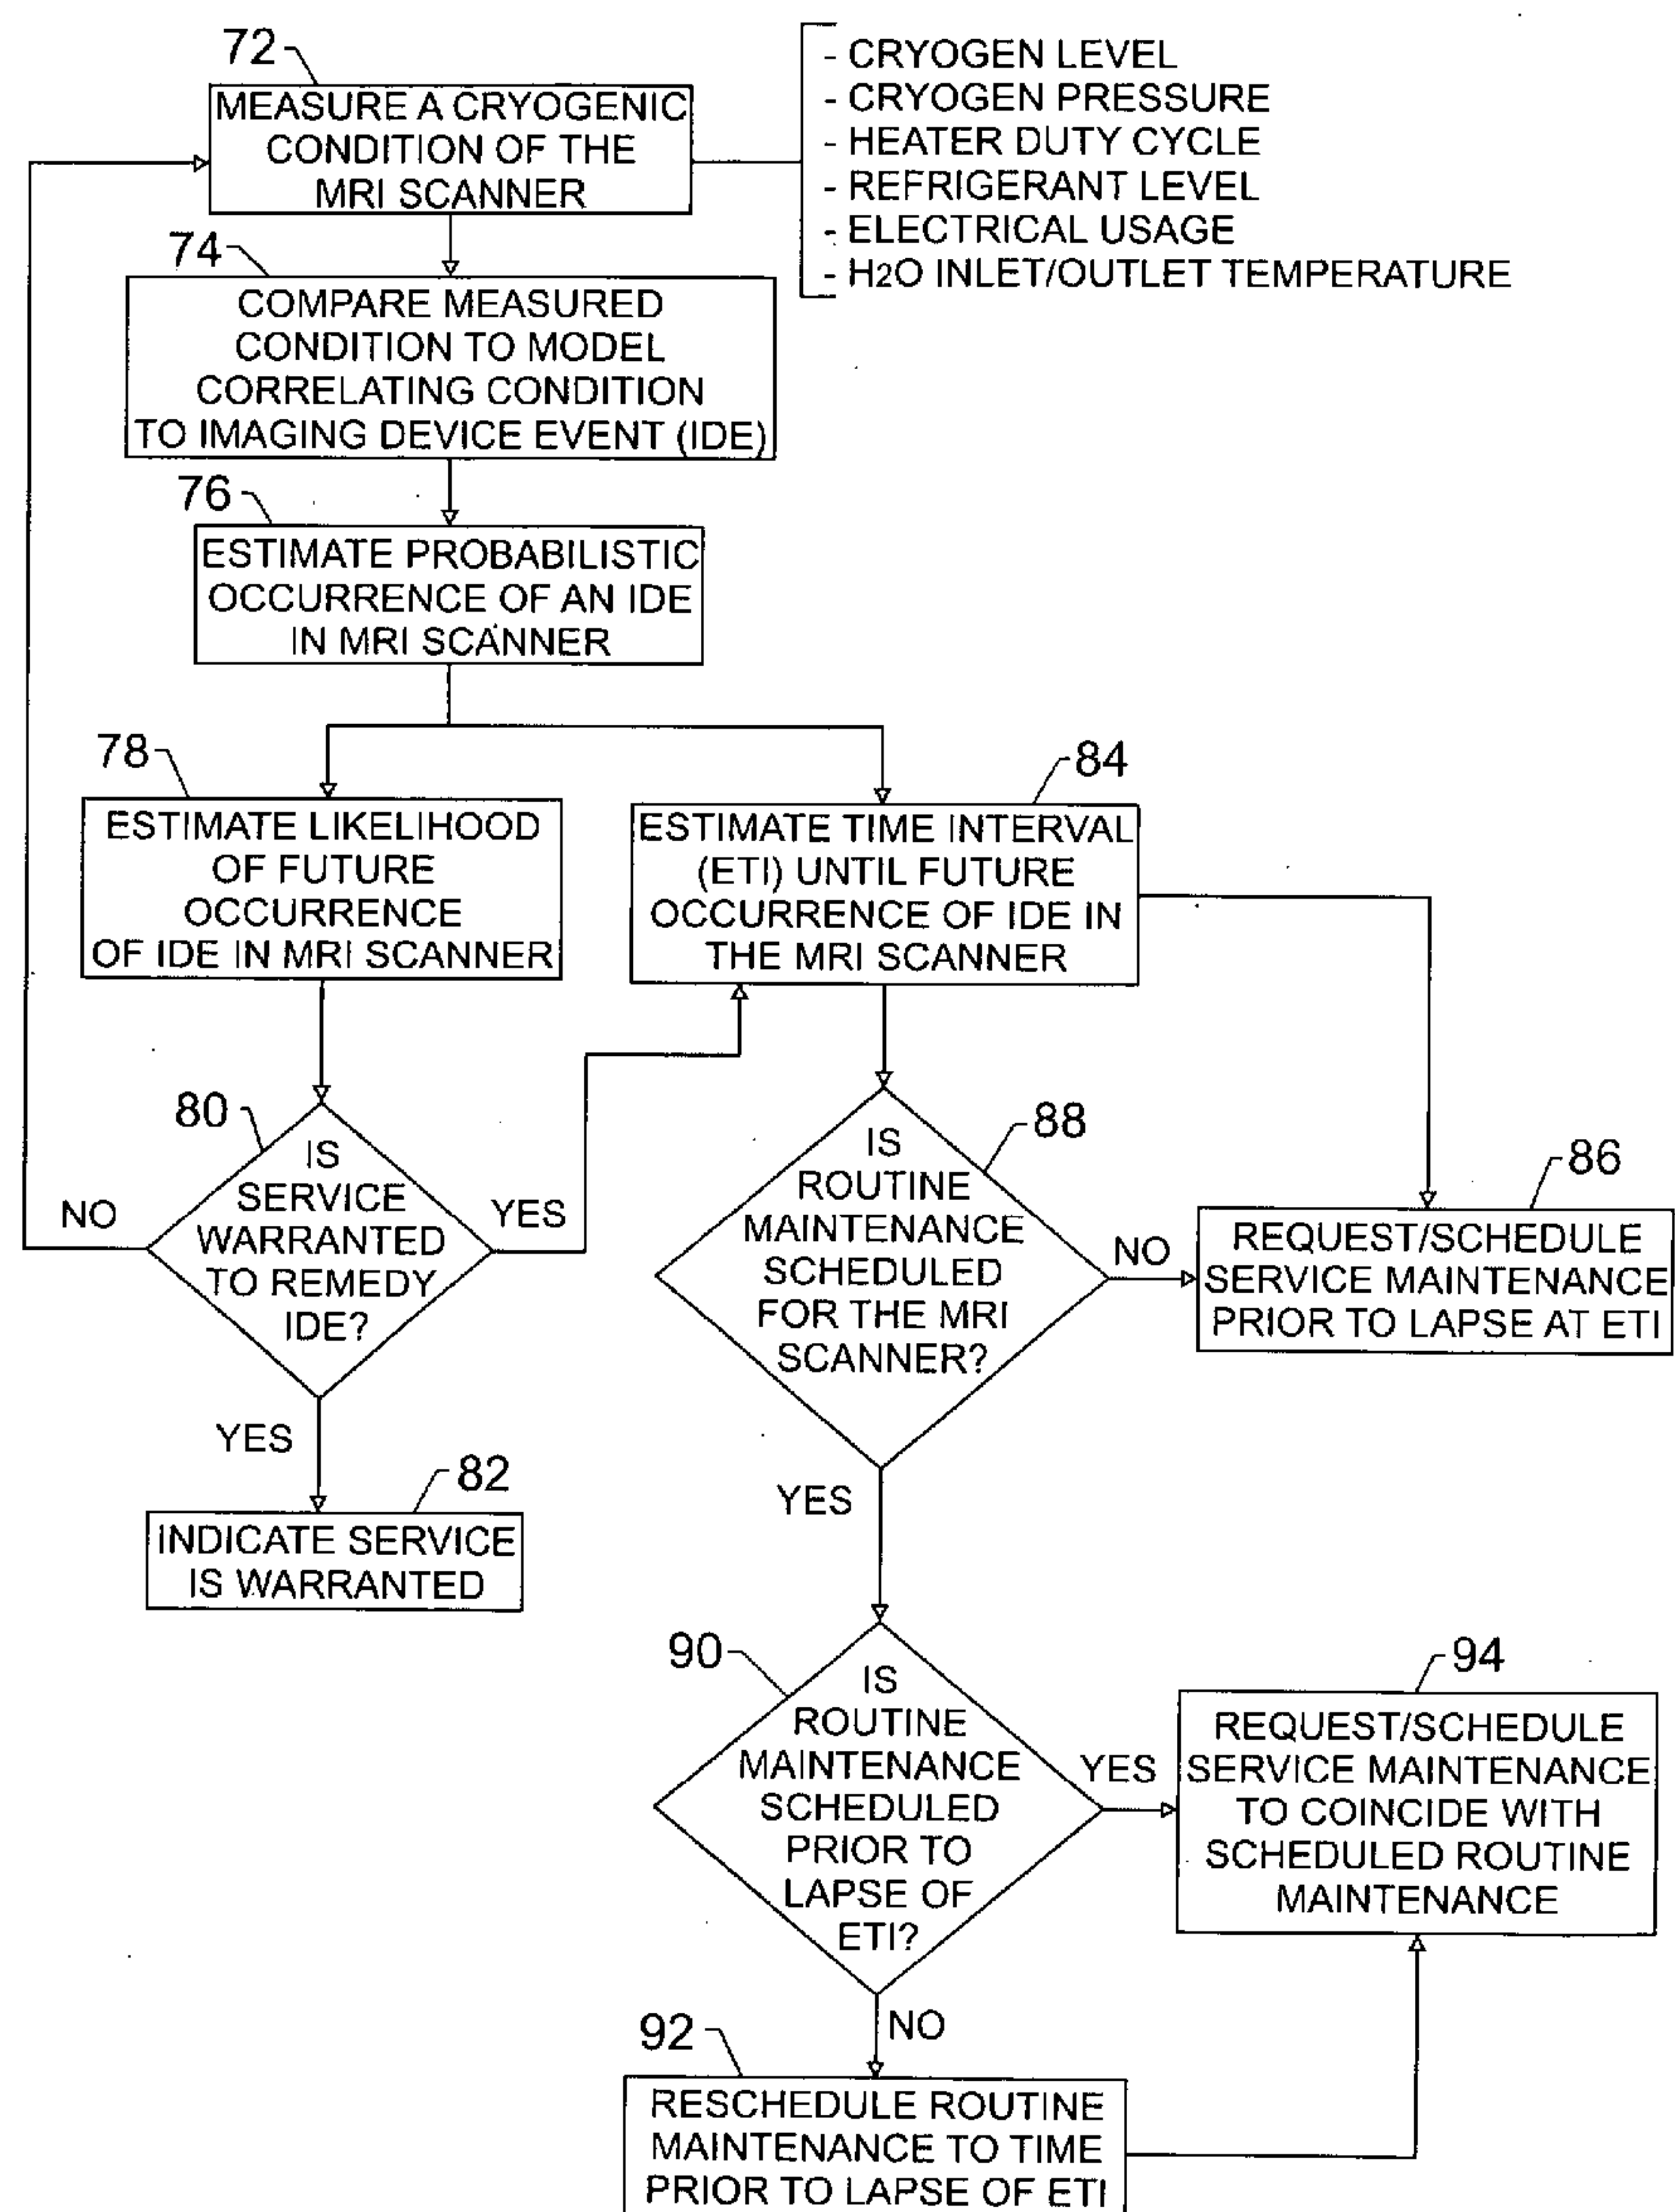 72
MEASURE A CRYOGENIC
CONDITION OF THE
MRI SCANNER
- CRYOGEN LEVEL
- CRYOGEN PRESSURE
- HEATER DUTY CYCLE
- REFRIGERANT LEVEL
- ELECTRICAL USAGE
- H2O INLET/OUTLET TEMPERATURE
74
COMPARE MEASURED
CONDITION TO MODEL
CORRELATING CONDITION
TO IMAGING DEVICE EVENT (IDE)
76
ESTIMATE PROBABILISTIC
OCCURRENCE OF AN IDE
IN MRI SCANNER
78
ESTIMATE LIKELIHOOD
OF FUTURE
OCCURRENCE
OF IDE IN MRI SCANNER
84
ESTIMATE TIME INTERVAL
(ETI) UNTIL FUTURE
OCCURRENCE OF IDE IN
THE MRI SCANNER
80
IS
SERVICE
WARRANTED
TO REMEDY
IDE?
NO
YES
YES
82
INDICATE SERVICE
IS WARRANTED
88
IS
ROUTINE
MAINTENANCE
SCHEDULED
FOR THE MRI
SCANNER?
NO
YES
86
REQUEST/SCHEDULE
SERVICE MAINTENANCE
PRIOR TO LAPSE AT ETI
90
IS
ROUTINE
MAINTENANCE
SCHEDULED
PRIOR TO
LAPSE OF
ETI?
YES
NO
94
REQUEST/SCHEDULE
SERVICE MAINTENANCE
TO COINCIDE WITH
SCHEDULED ROUTINE
MAINTENANCE
92
RESCHEDULE ROUTINE
MAINTENANCE TO TIME
PRIOR TO LAPSE OF ETI